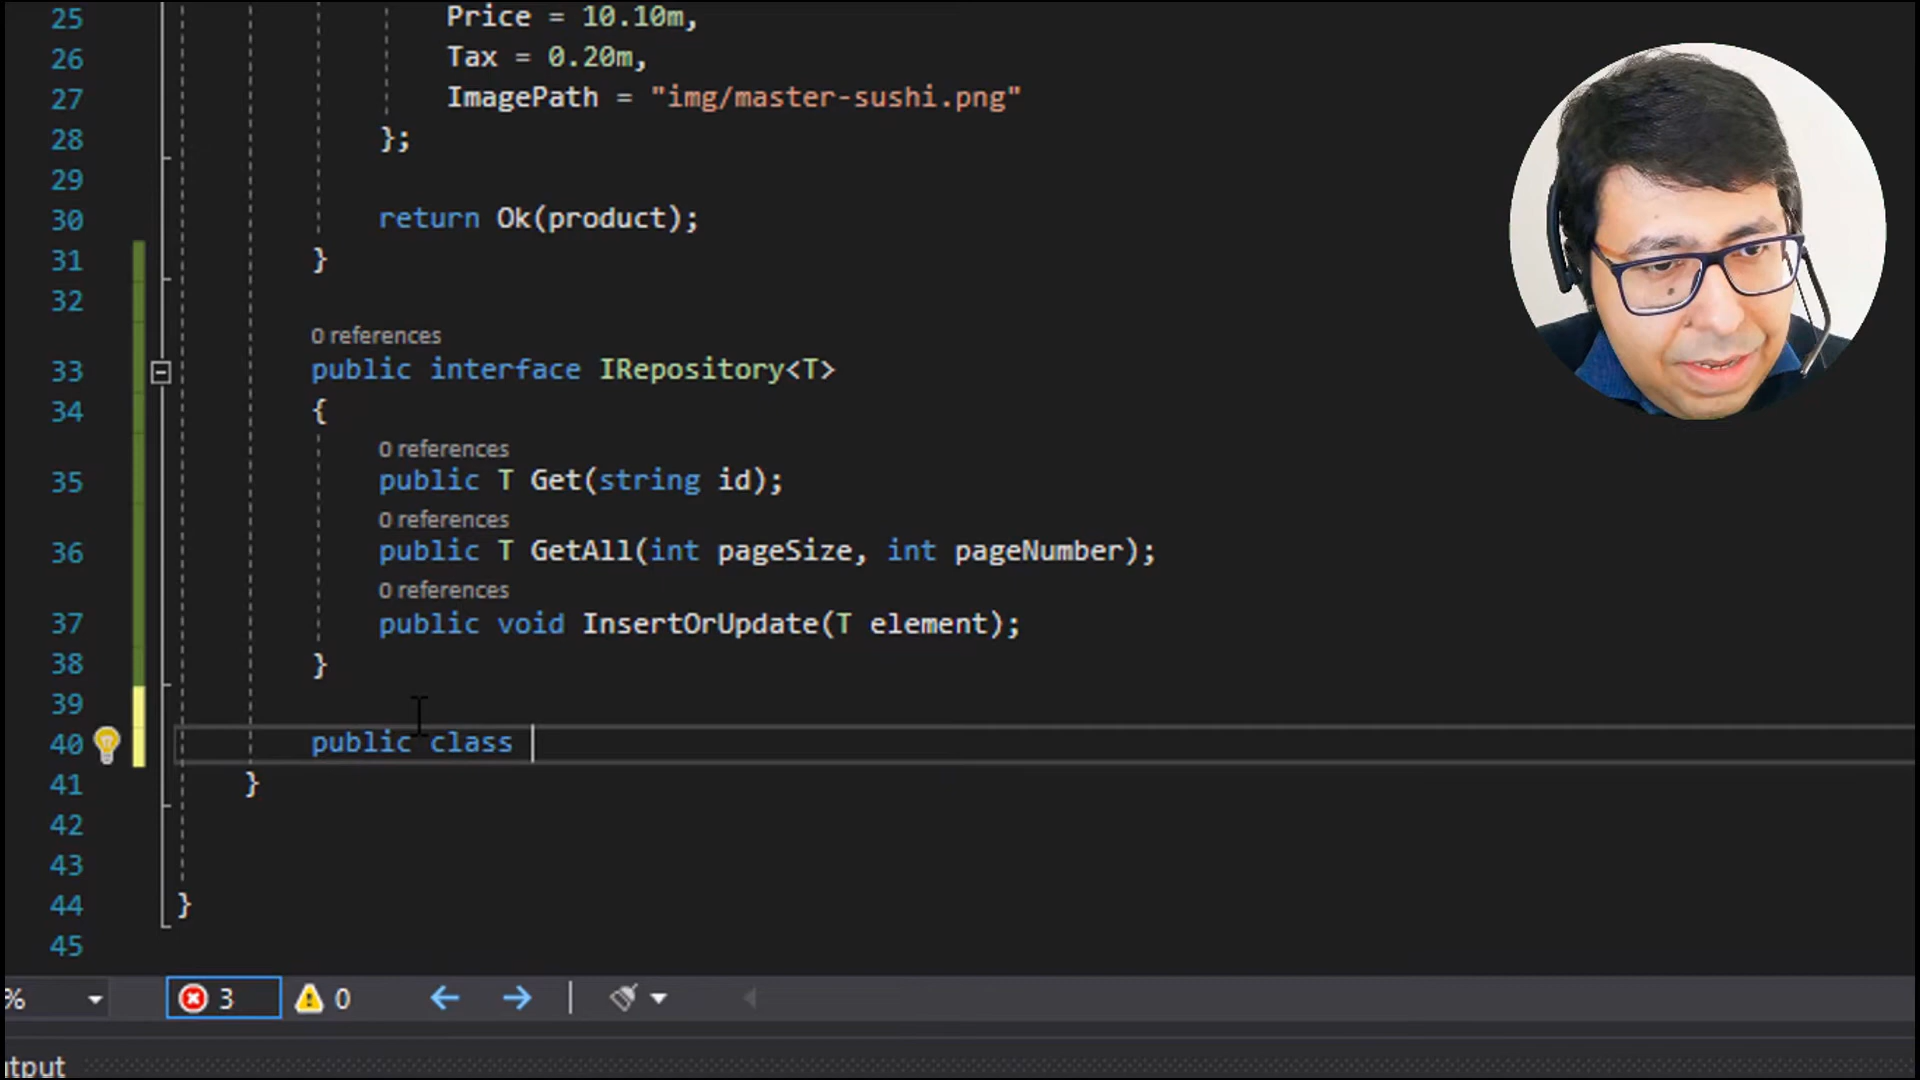 25 Price = 10.10m,
26 Tax = 0.20m,
27 ImagePath = "img/master-sushi.png"
28 };
29
30 return Ok(product);
31 }
32
0 references
33 public interface IRepository<T>
34 {
0 references
35 public T Get(string id);
0 references
36 public T GetAll(int pageSize, int pageNumber);
0 references
37 public void InsertOrUpdate(T element);
38 }
39
40 public class
41 }
42
43
44 }
45
% 3 0
utput